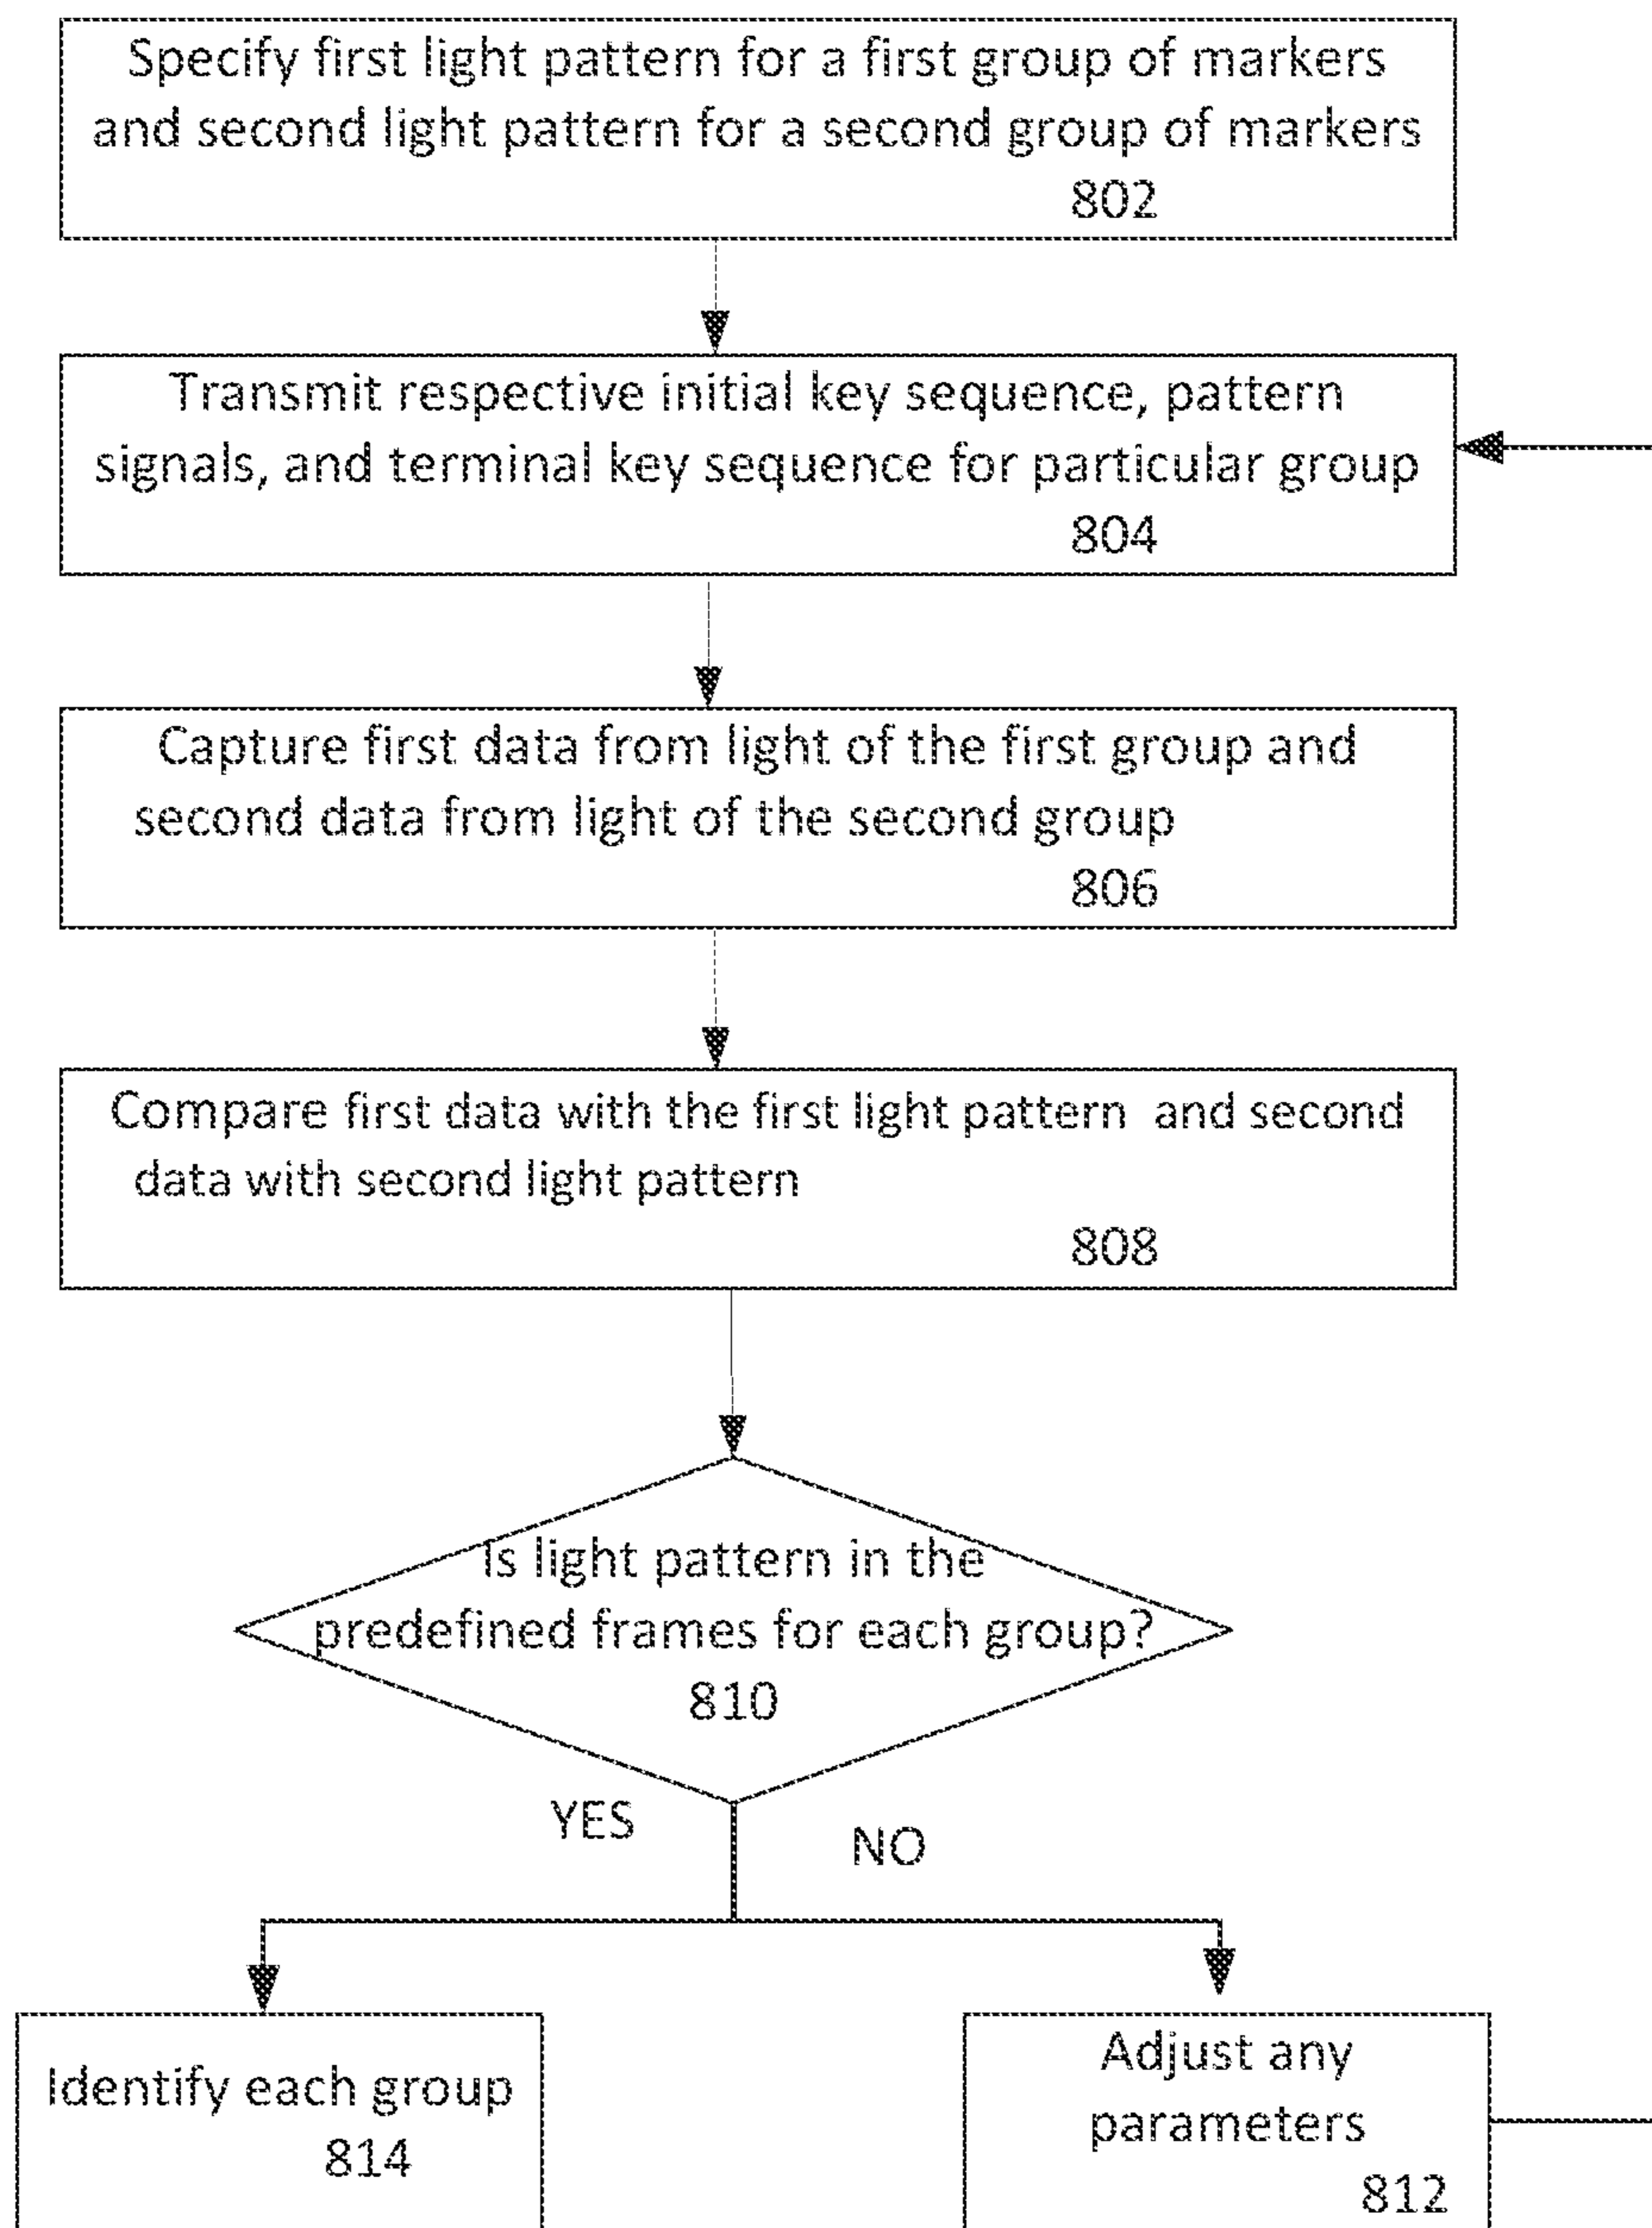 Specify first light pattern for a first group of markers
and second light pattern for a second group of markers
802
Transmit respective initial key sequence, pattern
signals, and terminal key sequence for particular group
804
Capture first data from light of the first group and
second data from light of the second group
806
Compare first data with the first light pattern and second
data with second light pattern
808
Is light pattern in the
predefined frames for each group?
810
YES
NO
Identify each group
814
Adjust any
parameters
812